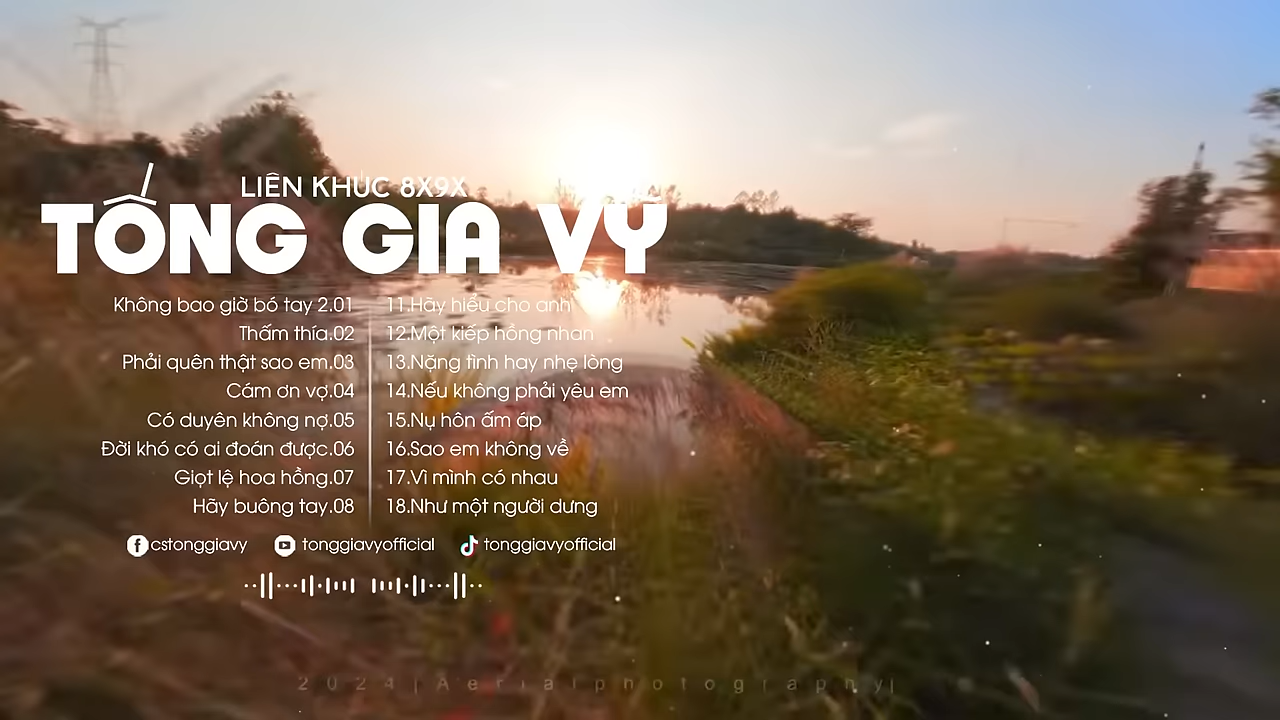 LIÊN KHÚC 8X9X
TỐNG GIA VỸ
Không bao giờ bó tay 2.01
Thấm thía.02
Phải quên thật sao em.03
Cám ơn vợ.04
Có duyên không nợ.05
Đời khó có ai đoán được.06
Giọt lệ hoa hồng.07
Hãy buông tay.08
11.Hãy hiểu cho anh
12.Một kiếp hồng nhan
13.Nặng tình hay nhẹ lòng
14.Nếu không phải yêu em
15.Nụ hôn ấm áp
16.Sao em không về
17.Vì mình có nhau
18.Như một người dưng
cstonggiavy tonggiavyofficial tonggiavyofficial
2024|Aerialphotography|